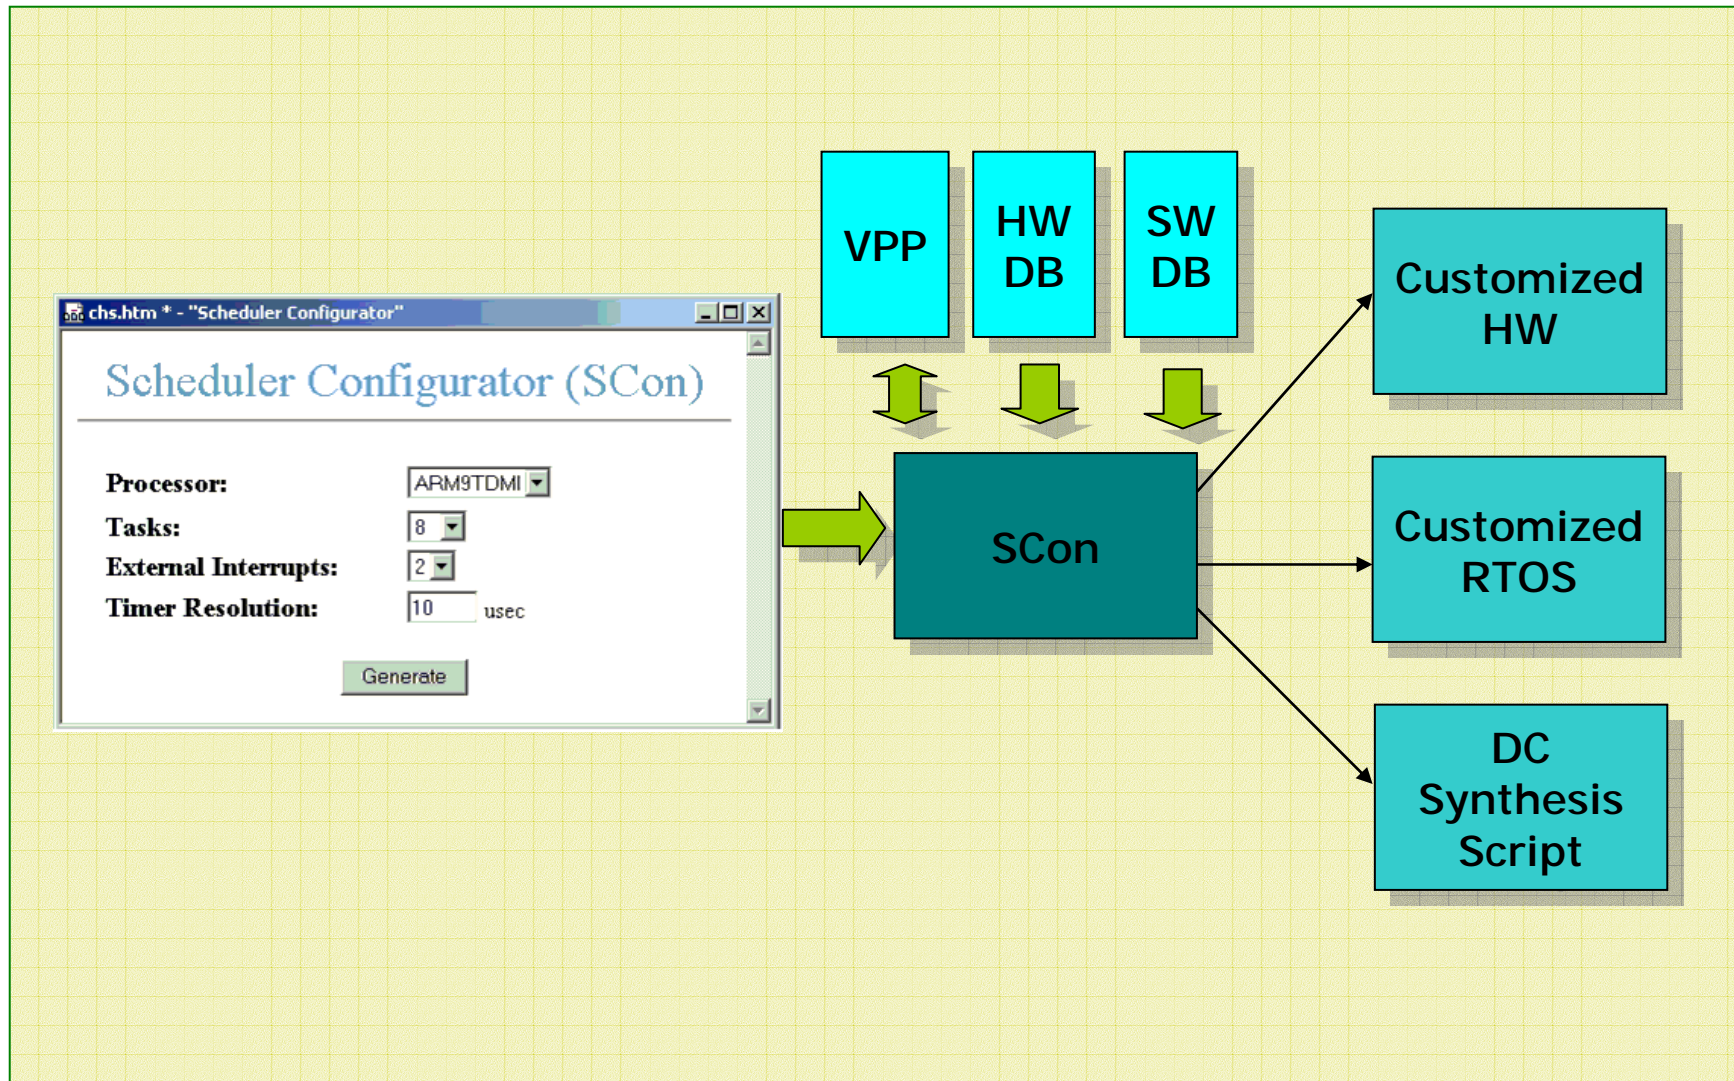 chs.htm * - "Scheduler Configurator"
Scheduler Configurator (SCon)
Processor: ARM9TDMI
Tasks: 8
External Interrupts: 2
Timer Resolution: 10 usec
Generate
VPP
HW
DB
SW
DB
SCon
Customized
HW
Customized
RTOS
DC
Synthesis
Script